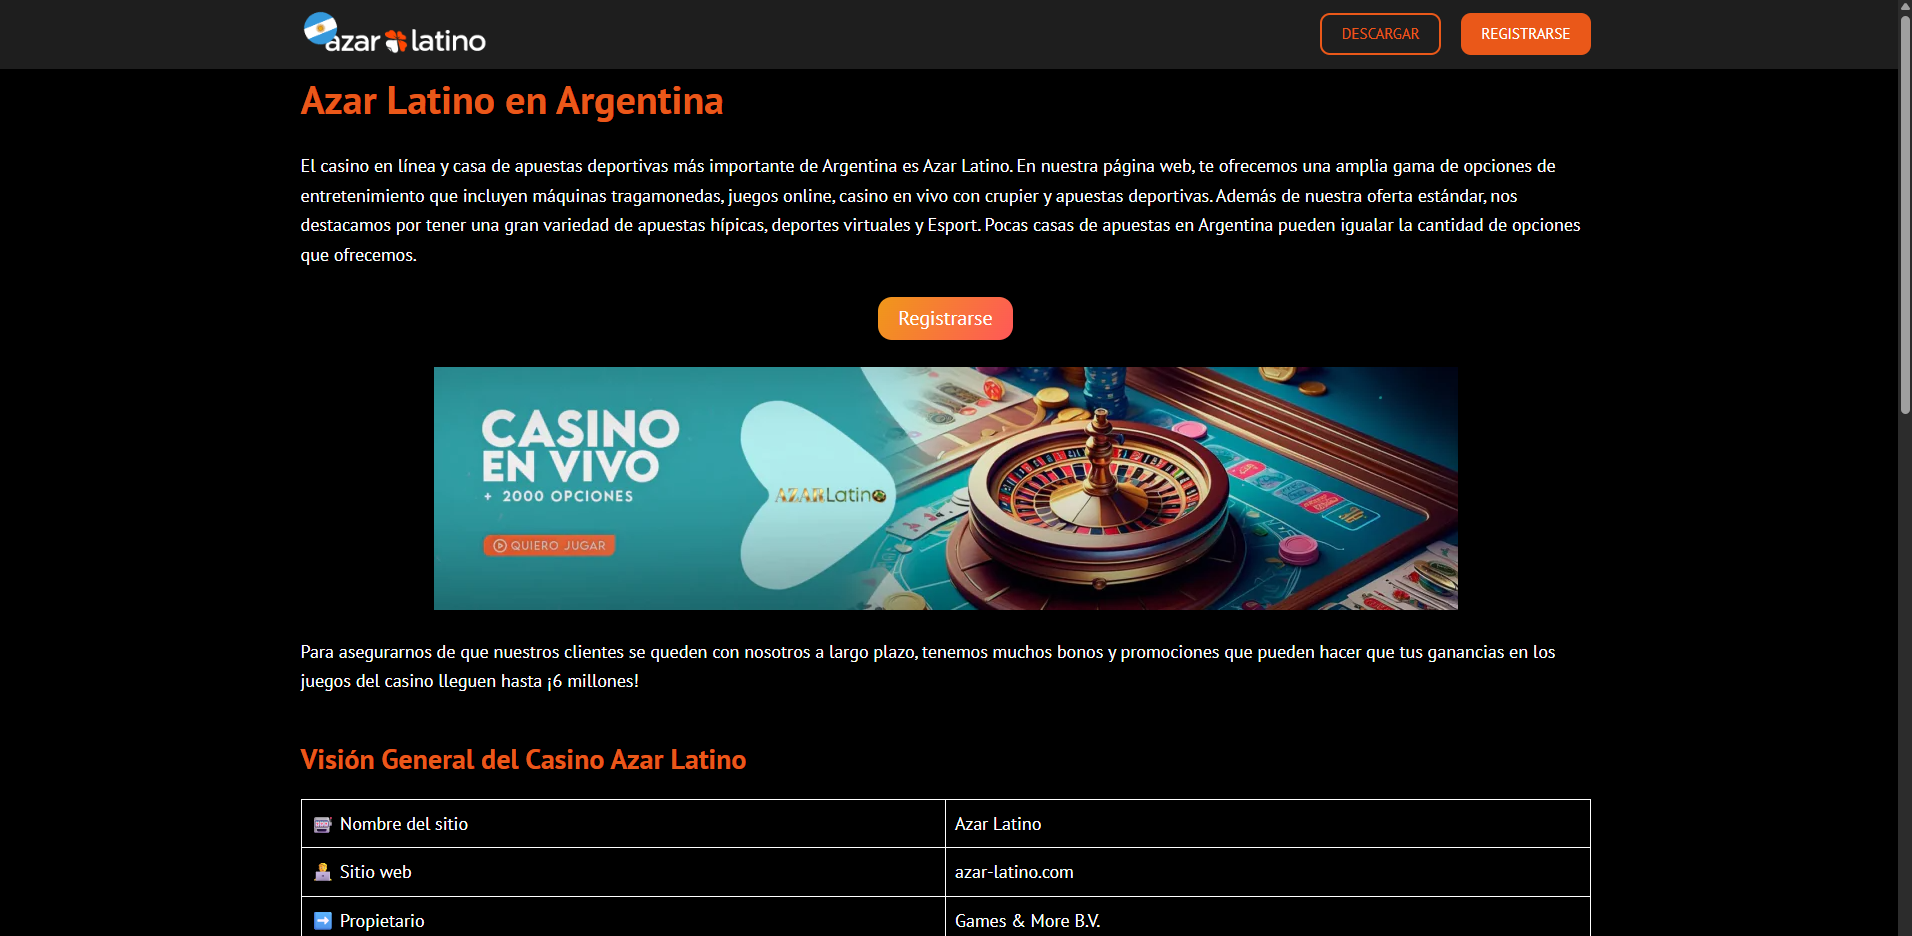 azar latino
DESCARGAR
REGISTRARSE
Azar Latino en Argentina
El casino en línea y casa de apuestas deportivas más importante de Argentina es Azar Latino. En nuestra página web, te ofrecemos una amplia gama de opciones de
entretenimiento que incluyen máquinas tragamonedas, juegos online, casino en vivo con crupier y apuestas deportivas. Además de nuestra oferta estándar, nos
destacamos por tener una gran variedad de apuestas hípicas, deportes virtuales y Esport. Pocas casas de apuestas en Argentina pueden igualar la cantidad de opciones
que ofrecemos.
Registrarse
CASINO
EN VIVO
+ 2000 OPCIONES
AZARLatino
QUIERO JUGAR
Para asegurarnos de que nuestros clientes se queden con nosotros a largo plazo, tenemos muchos bonos y promociones que pueden hacer que tus ganancias en los
juegos del casino lleguen hasta ¡6 millones!
Visión General del Casino Azar Latino
Nombre del sitio
Azar Latino
Sitio web
azar-latino.com
Propietario
Games & More B.V.